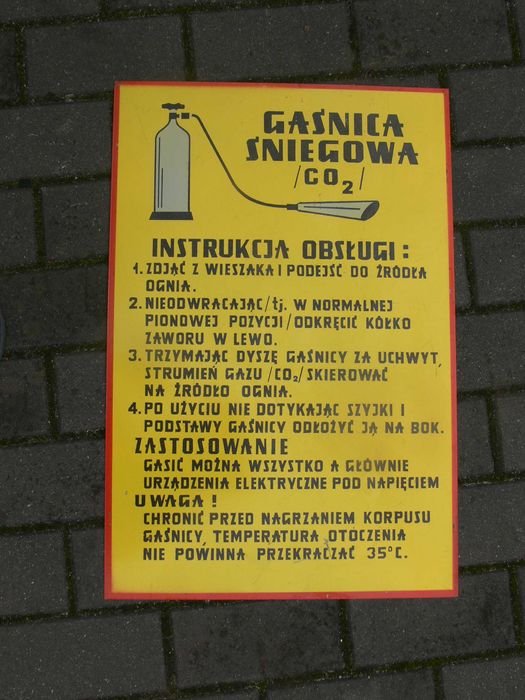 GAŚNICA
ŚNIEGOWA
/CO₂/
INSTRUKCJA OBSŁUGI:
1. ZDJĄĆ Z WIESZAKA I PODEJŚĆ DO ŹRÓDŁA
OGNIA.
2. NIEODWRACAJĄC/tj. W NORMALNEJ
PIONOWEJ POZYCJI/ODKRĘCIĆ KÓŁKO
ZAWORU W LEWO.
3. TRZYMAJĄC DYSZĘ GAŚNICY ZA UCHWYT,
STRUMIEŃ GAZU /CO₂/ SKIEROWAĆ
NA ŹRÓDŁO OGNIA.
4. PO UŻYCIU NIE DOTYKAJĄC SZYJKI I
PODSTAWY GAŚNICY ODŁOŻYĆ JĄ NA BOK.
ZASTOSOWANIE
GASIĆ MOŻNA WSZYSTKO A GŁÓWNIE
URZĄDZENIA ELEKTRYCZNE POD NAPIĘCIEM
UWAGA !
CHRONIĆ PRZED NAGRZANIEM KORPUSU
GAŚNICY, TEMPERATURA OTOCZENIA
NIE POWINNA PRZEKRACZAĆ 35°C.